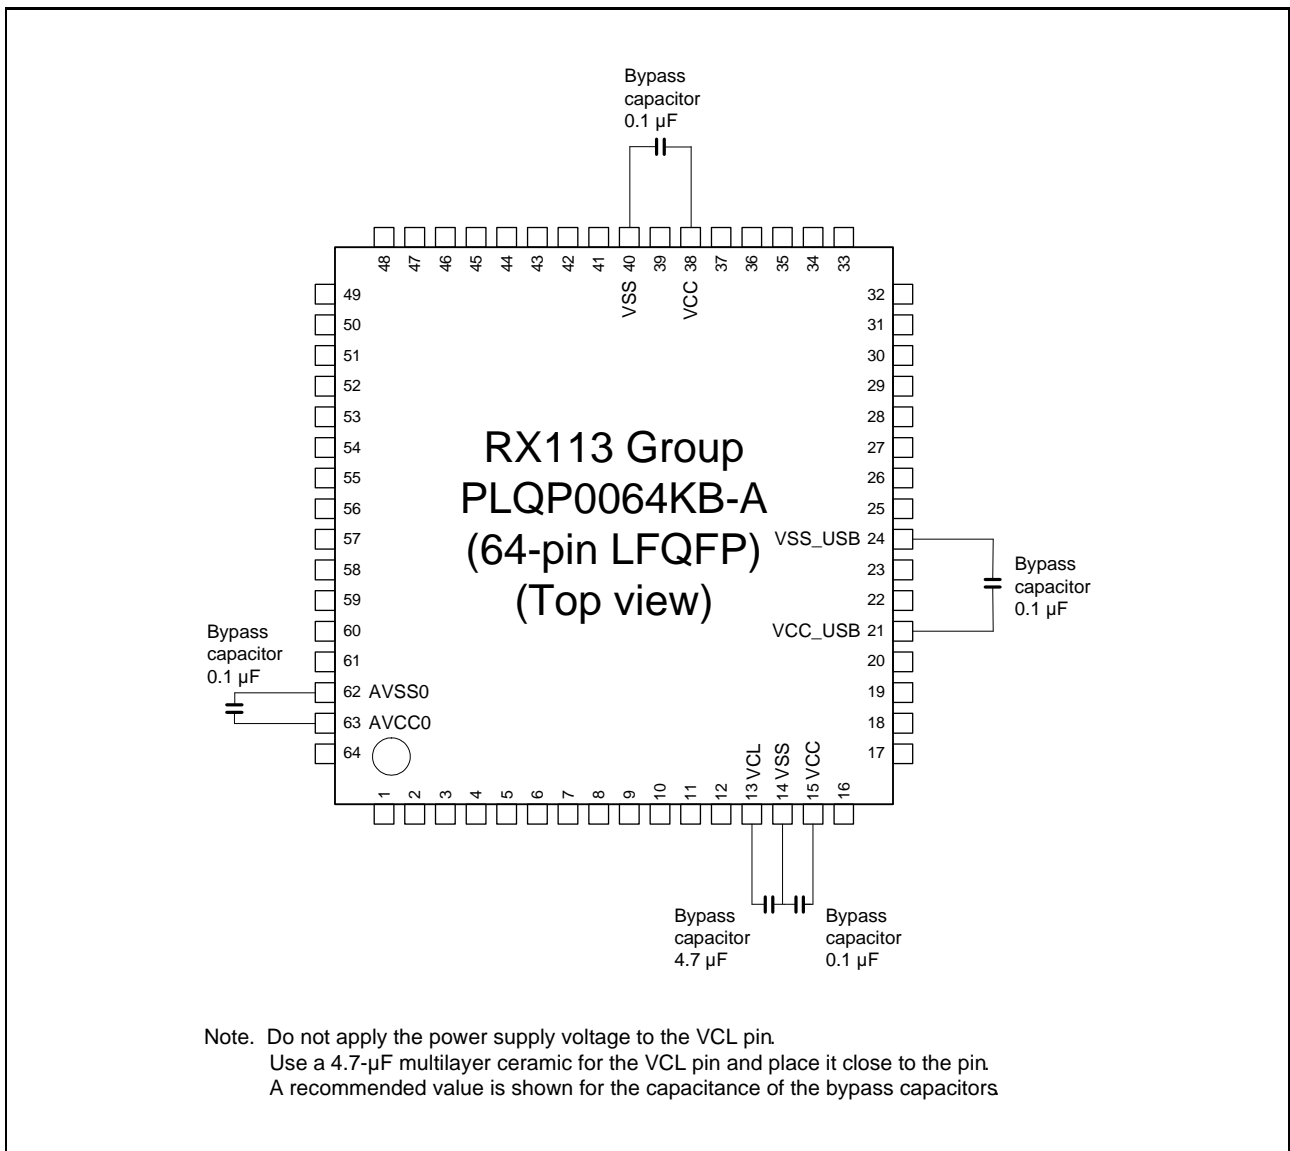 Bypass
capacitor
0.1 µF
48 47 46 45 44 43 42 41 40 39 38 37 36 35 34 33
VSS VCC
49
50
51
52
53
54
55
56
57
58
59
60
61
62 AVSS0
63 AVCC0
64
32
31
30
29
28
27
26
25
VSS_USB 24
23
22
VCC_USB 21
20
19
18
17
RX113 Group
PLQP0064KB-A
(64-pin LFQFP)
(Top view)
Bypass
capacitor
0.1 µF
Bypass
capacitor
0.1 µF
1 2 3 4 5 6 7 8 9 10 11 12 13 VCL 14 VSS 15 VCC 16
Bypass
capacitor
4.7 µF
Bypass
capacitor
0.1 µF
Note. Do not apply the power supply voltage to the VCL pin.
Use a 4.7-µF multilayer ceramic for the VCL pin and place it close to the pin.
A recommended value is shown for the capacitance of the bypass capacitors.